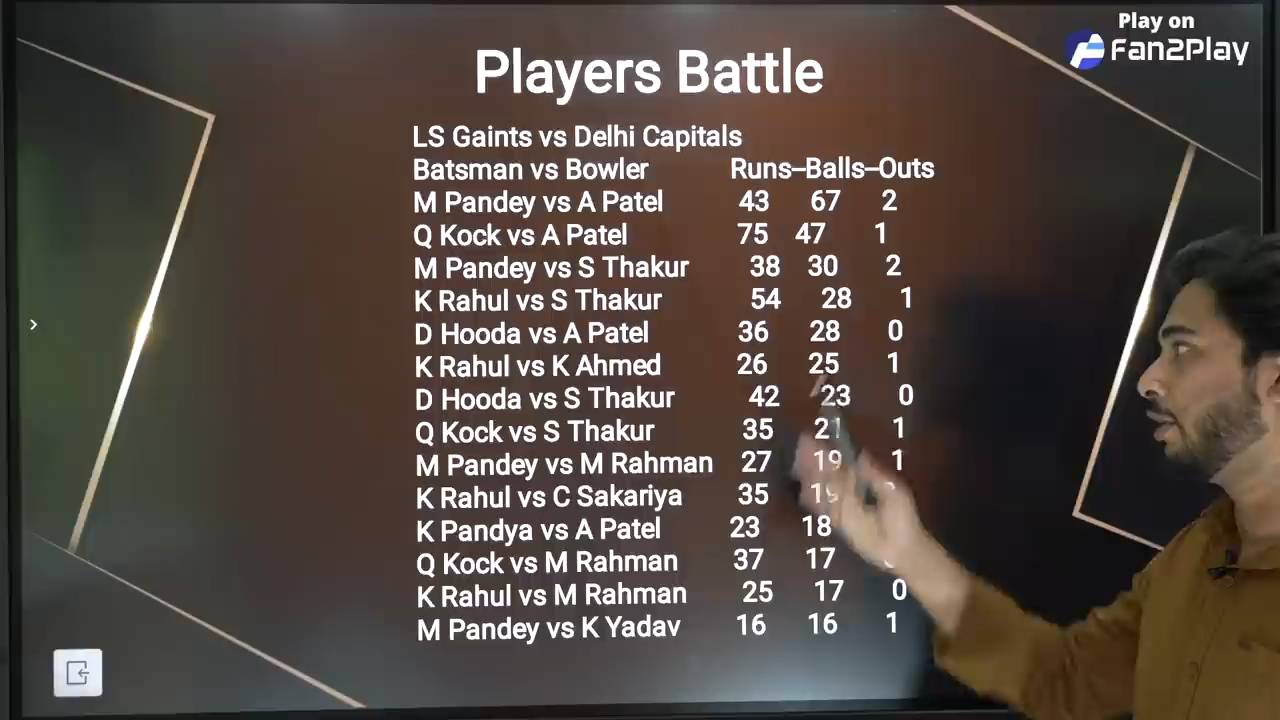 Play on
Fan2Play
Players Battle
LS Gaints vs Delhi Capitals
Batsman vs Bowler Runs–Balls–Outs
M Pandey vs A Patel 43 67 2
Q Kock vs A Patel 75 47 1
M Pandey vs S Thakur 38 30 2
K Rahul vs S Thakur 54 28 1
D Hooda vs A Patel 36 28 0
K Rahul vs K Ahmed 26 25 1
D Hooda vs S Thakur 42 23 0
Q Kock vs S Thakur 35 21 1
M Pandey vs M Rahman 27 19 1
K Rahul vs C Sakariya 35 19
K Pandya vs A Patel 23 18
Q Kock vs M Rahman 37 17
K Rahul vs M Rahman 25 17 0
M Pandey vs K Yadav 16 16 1